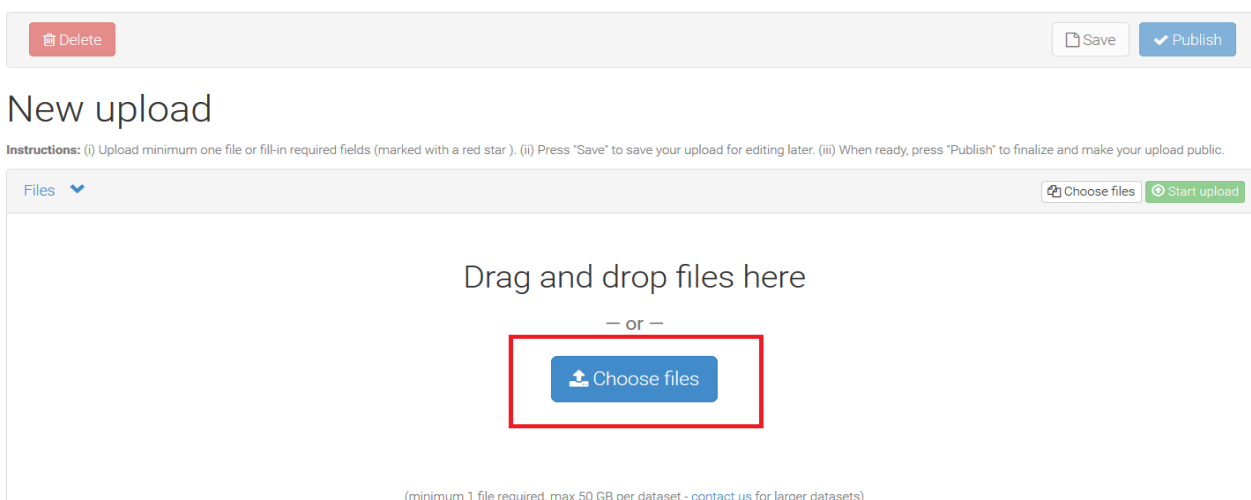 Delete
Save
Publish
New upload
Instructions: (i) Upload minimum one file or fill-in required fields (marked with a red star ). (ii) Press "Save" to save your upload for editing later. (iii) When ready, press "Publish" to finalize and make your upload public.
Files
Choose files
Start upload
Drag and drop files here
— or —
Choose files
(minimum 1 file required, max 50 GB per dataset - contact us for larger datasets)